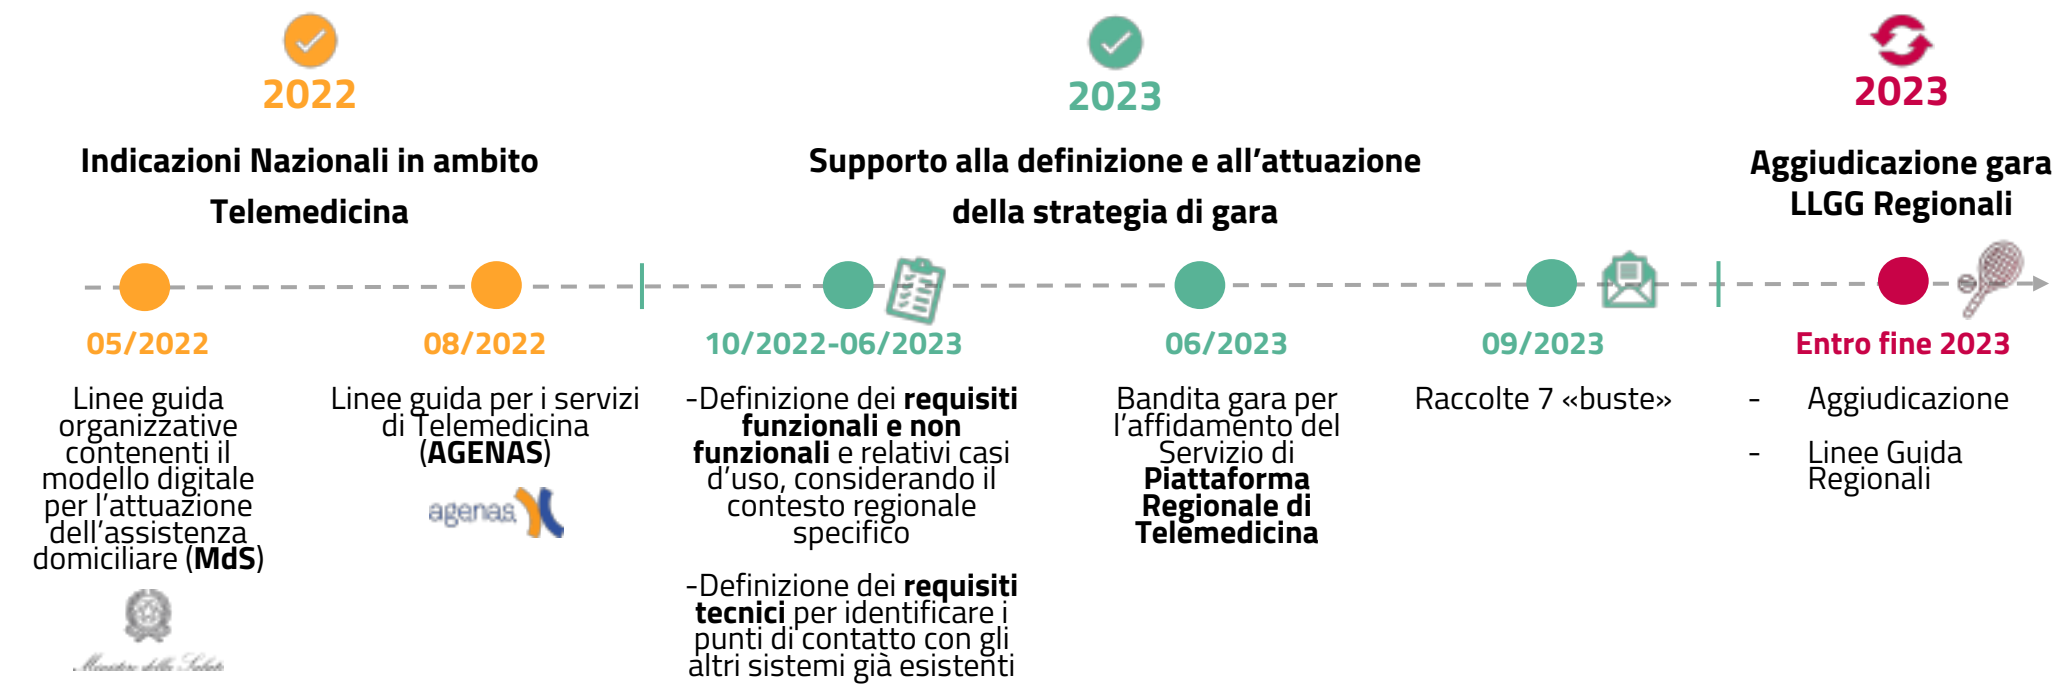 2022
2023
2023
Indicazioni Nazionali in ambito
Telemedicina
Supporto alla definizione e all’attuazione
della strategia di gara
Aggiudicazione gara
LLGG Regionali
05/2022
08/2022
10/2022-06/2023
06/2023
09/2023
Entro fine 2023
Linee guida
organizzative
contenenti il
modello digitale
per l’attuazione
dell’assistenza
domiciliare (MdS)
Ministero della Salute
Linee guida per i servizi
di Telemedicina
(AGENAS)
agenas
-Definizione dei requisiti
funzionali e non
funzionali e relativi casi
d’uso, considerando il
contesto regionale
specifico
-Definizione dei requisiti
tecnici per identificare i
punti di contatto con gli
altri sistemi già esistenti
Bandita gara per
l’affidamento del
Servizio di
Piattaforma
Regionale di
Telemedicina
Raccolte 7 «buste»
- Aggiudicazione
- Linee Guida
Regionali